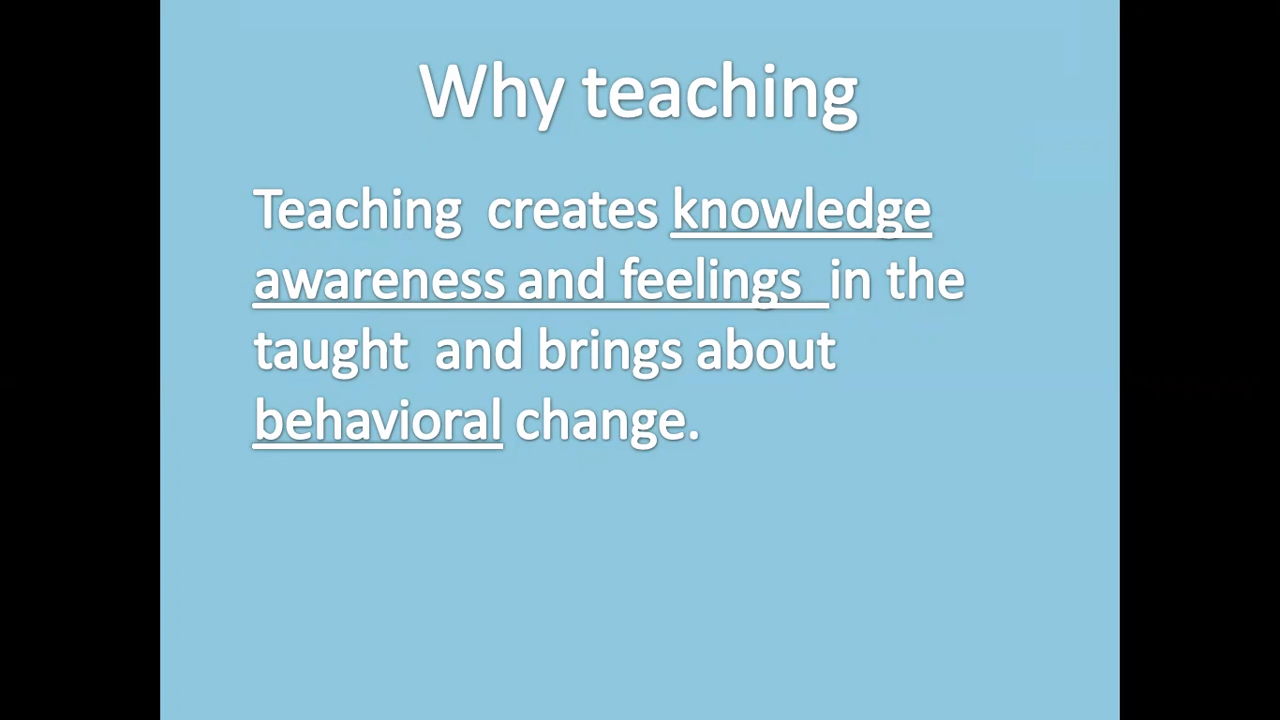 Why teaching
Teaching  creates knowledge
awareness and feelings  in the
taught  and brings about
behavioral change.